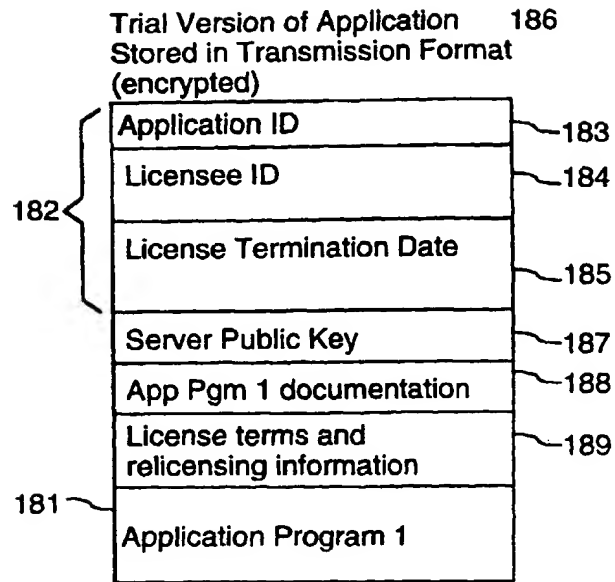 Trial Version of Application 186
Stored in Transmission Format
(encrypted)
Application ID 183
Licensee ID 184
182
License Termination Date 185
Server Public Key 187
App Pgm 1 documentation 188
License terms and 189
relicensing information
181
Application Program 1